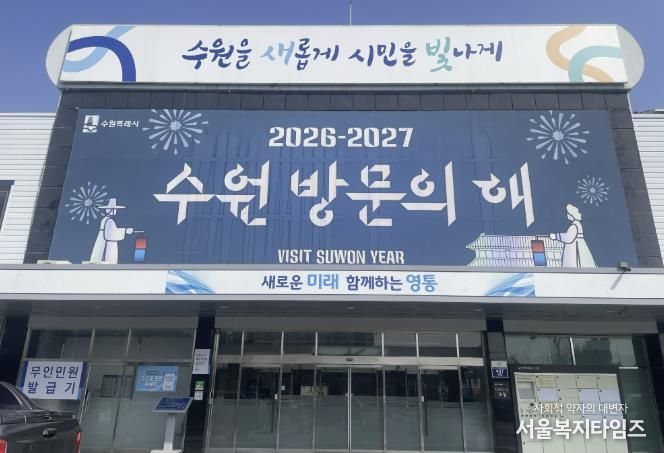 수원을 새롭게 시민을 빛나게
수원특례시
2026-2027
수원 방문의 해
VISIT SUWON YEAR
새로운 미래 함께하는 영통
무인민원
발급기
사회적 약자의 대변자
서울복지타임즈